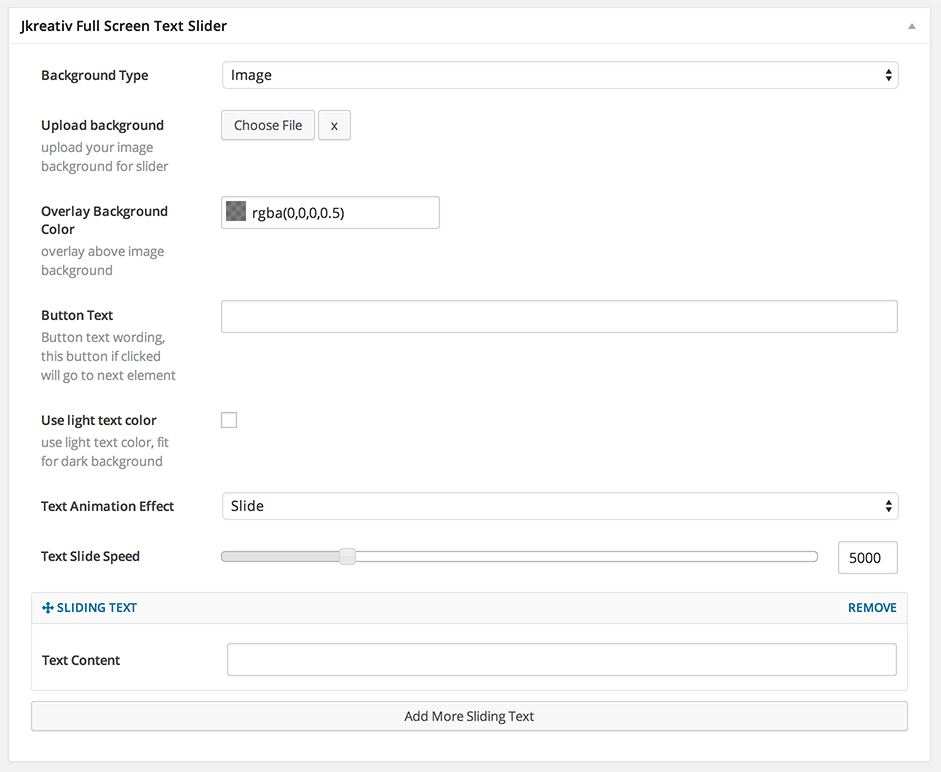 Jkreativ Full Screen Text Slider
Background Type
Image
Upload background
Choose File
x
upload your image
background for slider
Overlay Background
Color
rgba(0,0,0,0.5)
overlay above image
background
Button Text
Button text wording,
this button if clicked
will go to next element
Use light text color
use light text color, fit
for dark background
Text Animation Effect
Slide
Text Slide Speed
5000
SLIDING TEXT
REMOVE
Text Content
Add More Sliding Text